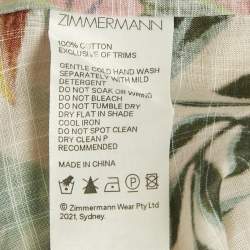 ZIMMERMANN
100% COTTON
EXCLUSIVE OF TRIMS
GENTLE COLD HAND WASH
SEPARATELY WITH MILD
DETERGENT
DO NOT SOAK OR WRING
DO NOT BLEACH
DO NOT TUMBLE DRY
DRY FLAT IN SHADE
COOL IRON
DO NOT SPOT CLEAN
DRY CLEAN P
RECOMMENDED
MADE IN CHINA
© Zimmermann Wear Pty Ltd
2021, Sydney.